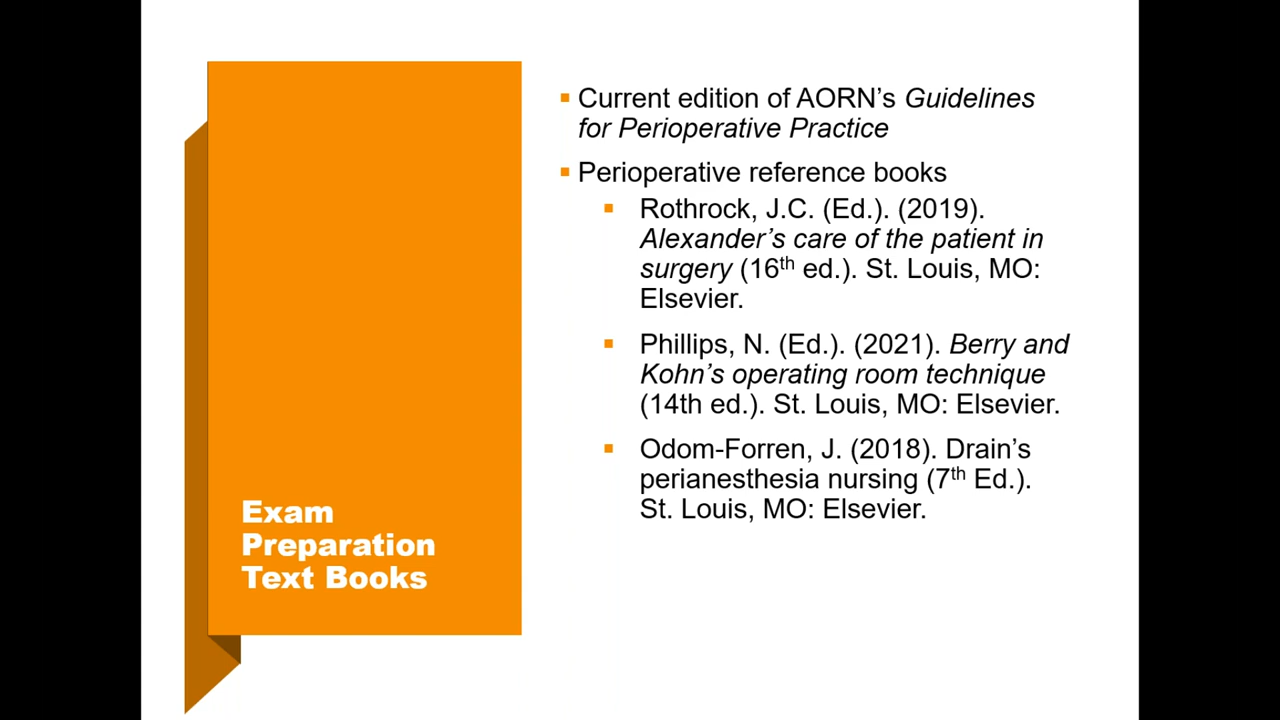 Exam
Preparation
Text Books
Current edition of AORN’s Guidelines
for Perioperative Practice
Perioperative reference books
Rothrock, J.C. (Ed.). (2019).
Alexander’s care of the patient in
surgery (16th ed.). St. Louis, MO:
Elsevier.
Phillips, N. (Ed.). (2021). Berry and
Kohn’s operating room technique
(14th ed.). St. Louis, MO: Elsevier.
Odom-Forren, J. (2018). Drain’s
perianesthesia nursing (7th Ed.).
St. Louis, MO: Elsevier.